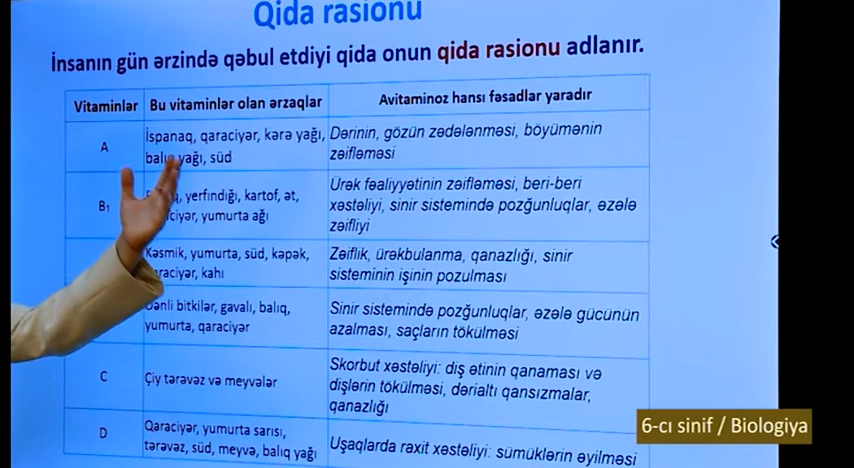 Qida rasionu
İnsanın gün ərzində qəbul etdiyi qida onun qida rasionu adlanır.
Vitaminlər Bu vitaminlər olan ərzaqlar Avitaminoz hansı fəsadlar yaradır
A
İspanaq, qaraciyər, kərə yağı,
balıq yağı, süd
Dərinin, gözün zədələnməsi, böyümənin
zəifləməsi
B₁
yerfındığı, kartof, ət,
yumurta ağı
Ürək fəaliyyətinin zəifləməsi, beri-beri
xəstəliyi, sinir sistemində pozğunluqlar, əzələ
zəifliyi
Kəsmik, yumurta, süd, kəpək,
kahı
Zəiflik, ürəkbulanma, qanazlığı, sinir
sisteminin işinin pozulması
bitkilər, gavalı, balıq,
yumurta, qaraciyər
Sinir sistemində pozğunluqlar, əzələ gücünün
azalması, saçların tökülməsi
C
Çiy tərəvəz və meyvələr
Skorbut xəstəliyi: diş ətinin qanaması və
dişlərin tökülməsi, dərialtı qansızmalar,
qanazlığı
D
Qaraciyər, yumurta sarısı,
tərəvəz, süd, meyvə, balıq yağı
Uşaqlarda raxit xəstəliyi: sümüklərin əyilməsi
6-cı sinif / Biologiya